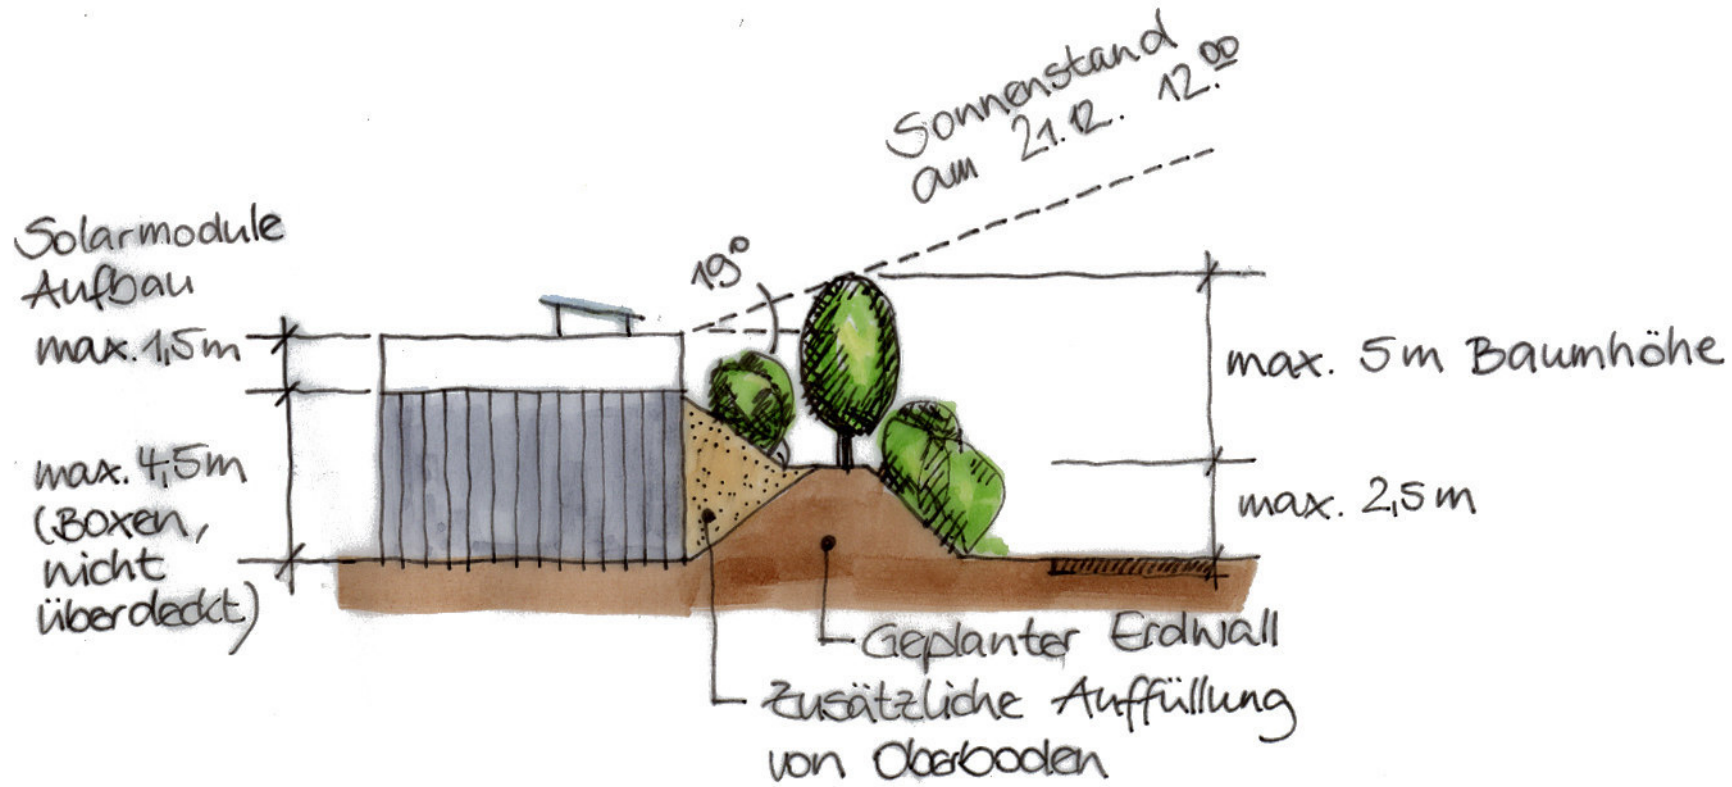 Sonnenstand
am 21.12. 12.00
Solarmodule
Aufbau
max. 1,5m
19°
max. 5m Baumhöhe
max. 4,5m
(Boxen,
nicht
überdeckt)
max. 2,5m
Geplanter Erdwall
Zusätzliche Auffüllung
von Oberboden